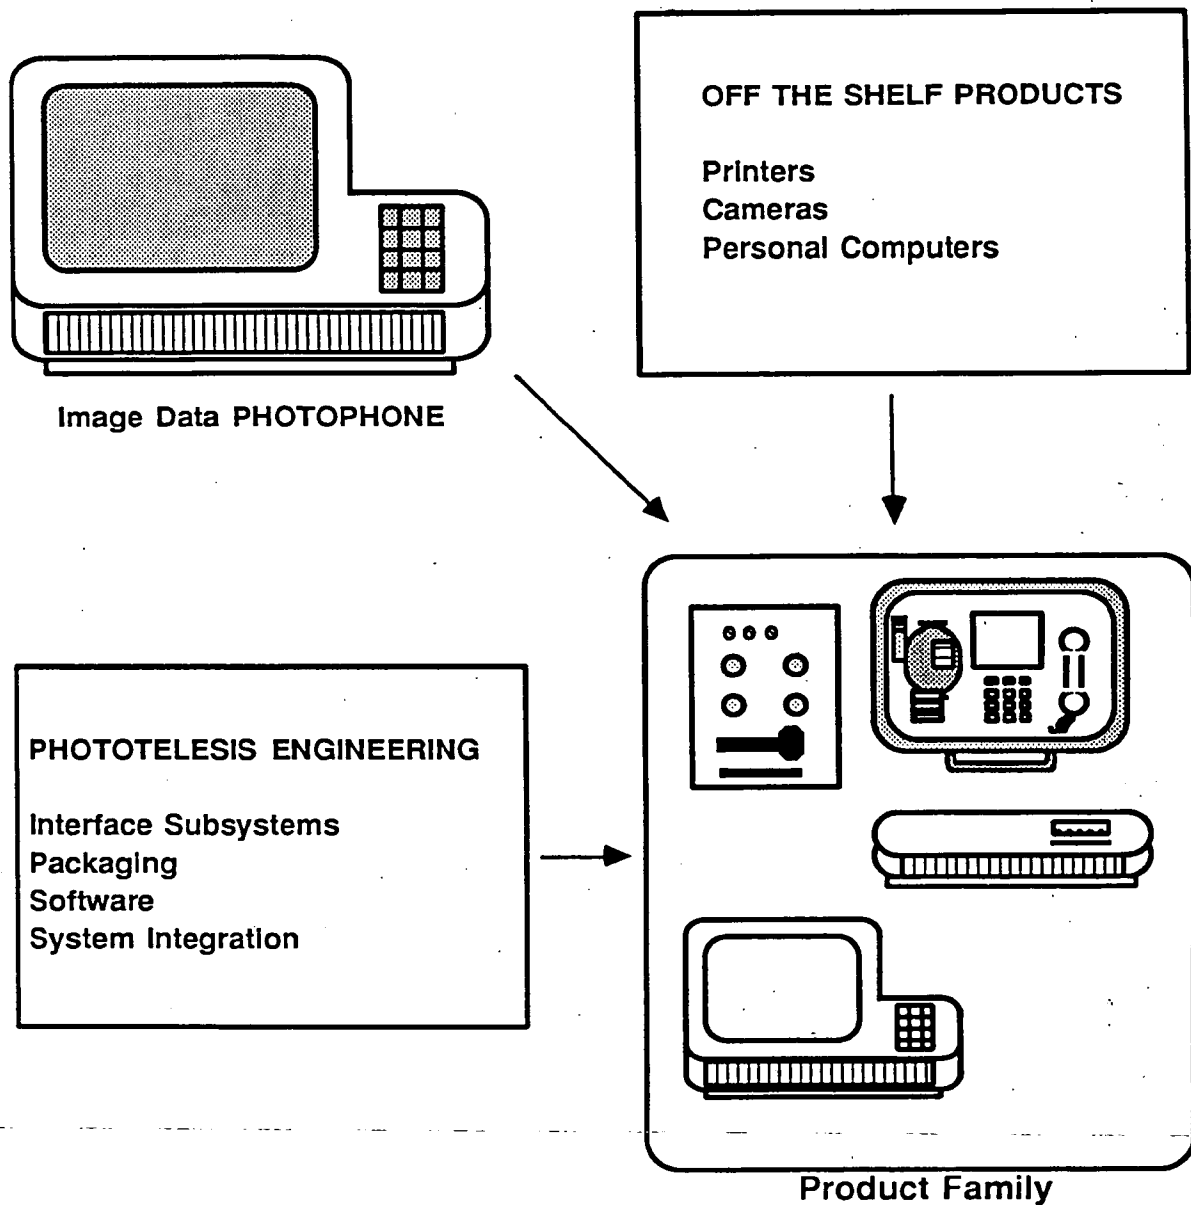 OFF THE SHELF PRODUCTS
Printers
Cameras
Personal Computers
Image Data PHOTOPHONE
PHOTOTELESIS ENGINEERING
Interface Subsystems
Packaging
Software
System Integration
Product Family